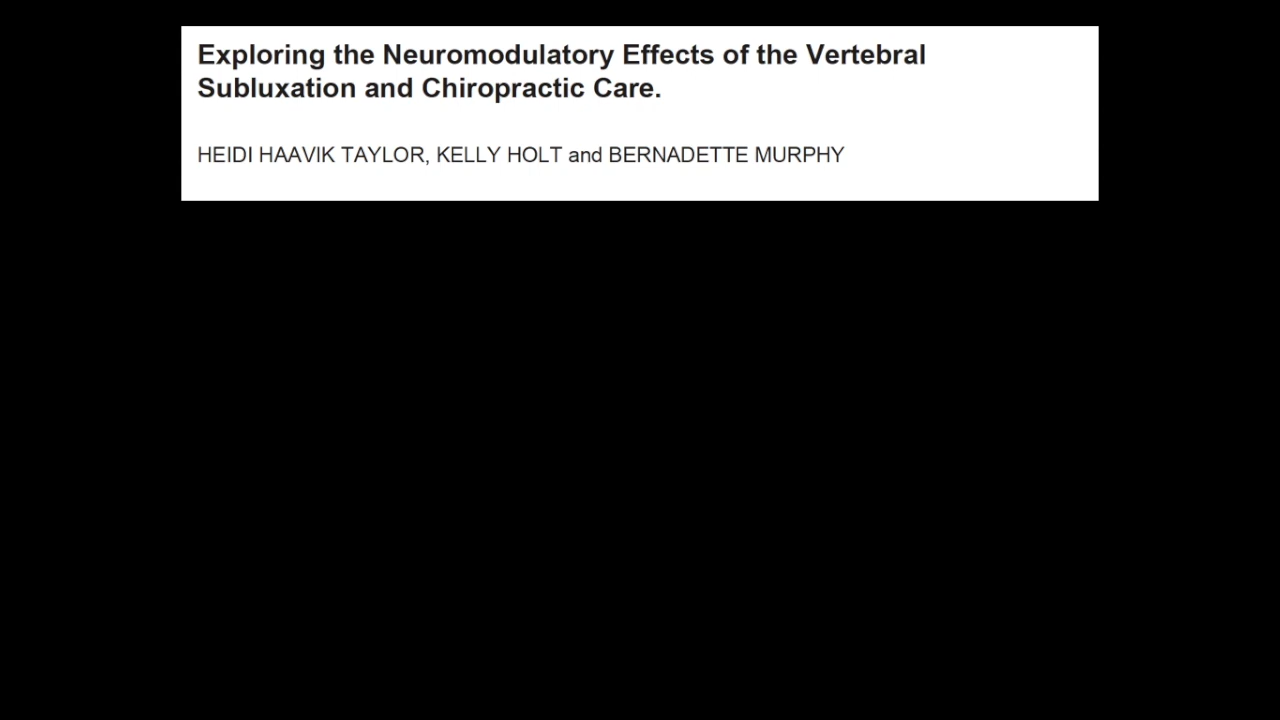 Exploring the Neuromodulatory Effects of the Vertebral
Subluxation and Chiropractic Care.
HEIDI HAAVIK TAYLOR, KELLY HOLT and BERNADETTE MURPHY